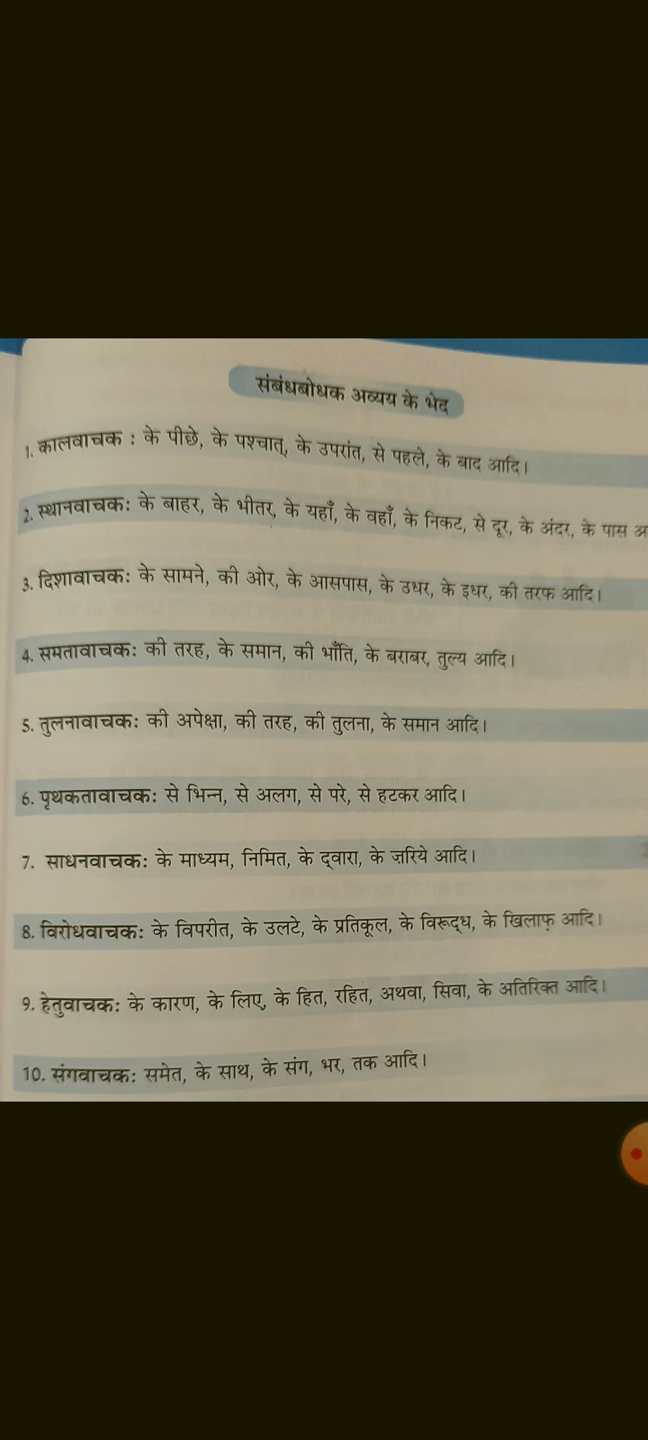 संबंधबोधक अव्यय के भेद
1. कालवाचक : के पीछे, के पश्चात्, के उपरांत, से पहले, के बाद आदि।
2. स्थानवाचकः के बाहर, के भीतर, के यहाँ, के वहाँ, के निकट, से दूर, के अंदर, के पास
3. दिशावाचकः के सामने, की ओर, के आसपास, के उधर, के इधर, की तरफ आदि।
4. समतावाचकः की तरह, के समान, की भाँति, के बराबर, तुल्य आदि।
5. तुलनावाचकः की अपेक्षा, की तरह, की तुलना, के समान आदि।
6. पृथकतावाचकः से भिन्न, से अलग, से परे, से हटकर आदि।
7. साधनवाचकः के माध्यम, निमित, के द्वारा, के ज़रिये आदि।
8. विरोधवाचकः के विपरीत, के उलटे, के प्रतिकूल, के विरूद्ध, के खिलाफ़ आदि।
9. हेतुवाचकः के कारण, के लिए, के हित, रहित, अथवा, सिवा, के अतिरिक्त आदि।
10. संगवाचकः समेत, के साथ, के संग, भर, तक आदि।